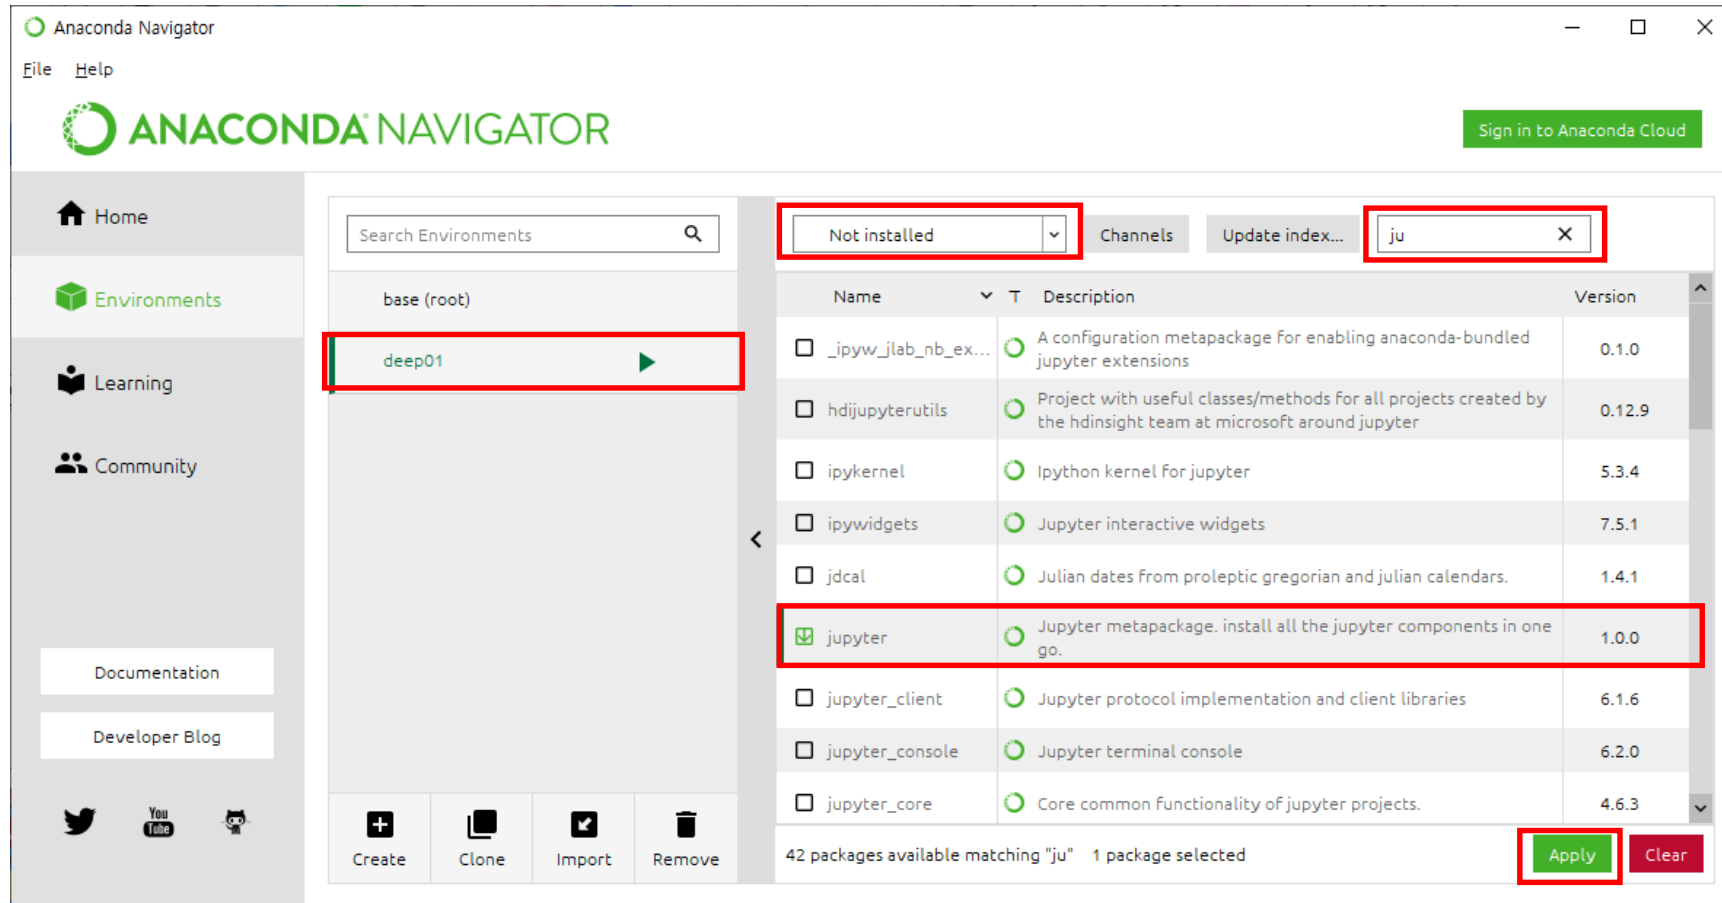 Anaconda Navigator
File Help
ANACONDA NAVIGATOR
Sign in to Anaconda Cloud
Home
Environments
Learning
Community
Documentation
Developer Blog
You
Tube
Search Environments
base (root)
deep01
Create Clone Import Remove
Not installed Channels Update index... ju
Name T Description Version
_ipyw_jlab_nb_ex... A configuration metapackage for enabling anaconda-bundled 0.1.0
jupyter extensions
hdijupyterutils Project with useful classes/methods for all projects created by 0.12.9
the hdinsight team at microsoft around jupyter
ipykernel Ipython kernel for jupyter 5.3.4
ipywidgets Jupyter interactive widgets 7.5.1
jdcal Julian dates from proleptic gregorian and julian calendars. 1.4.1
jupyter Jupyter metapackage. install all the jupyter components in one 1.0.0
go.
jupyter_client Jupyter protocol implementation and client libraries 6.1.6
jupyter_console Jupyter terminal console 6.2.0
jupyter_core Core common functionality of jupyter projects. 4.6.3
42 packages available matching "ju" 1 package selected
Apply Clear